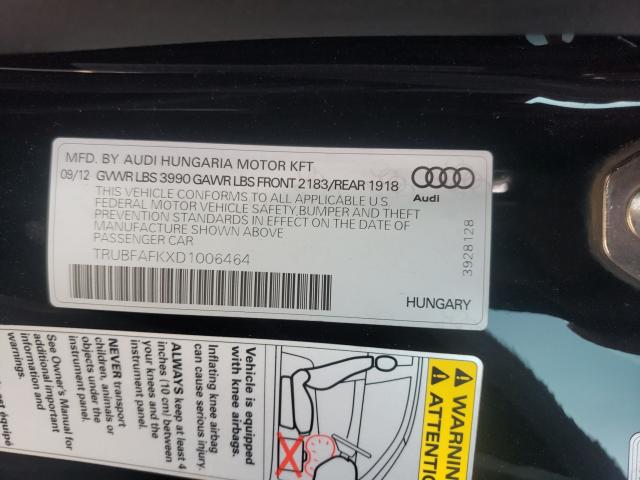 MFD. BY AUDI HUNGARIA MOTOR KFT
09/12 GVWR LBS 3990 GAWR LBS FRONT 2183/REAR 1918
THIS VEHICLE CONFORMS TO ALL APPLICABLE U.S
FEDERAL MOTOR VEHICLE SAFETY,BUMPER AND THEFT
PREVENTION STANDARDS IN EFFECT ON THE DATE OF
MANUFACTURE SHOWN ABOVE
PASSENGER CAR
TRUBFAFKXD1006464
Audi
3928128
HUNGARY
WARNING
ATTENTION
Vehicle is equipped
with knee airbags.
Inflating knee airbag
can cause serious injury.
ALWAYS keep at least 4
inches (10 cm) between
your knees and the
instrument panel.
NEVER transport
children, animals or
objects under the
instrument panel.
See Owner's Manual for
additional important
information and
warnings.
est équipé